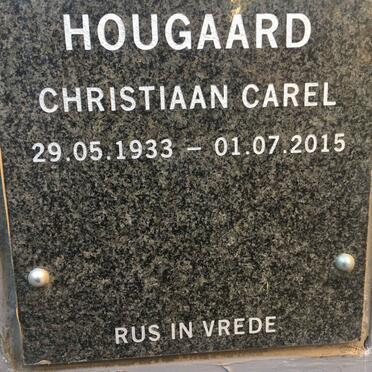 HOUGAARD
CHRISTIAAN CAREL
29.05.1933 – 01.07.2015
RUS IN VREDE